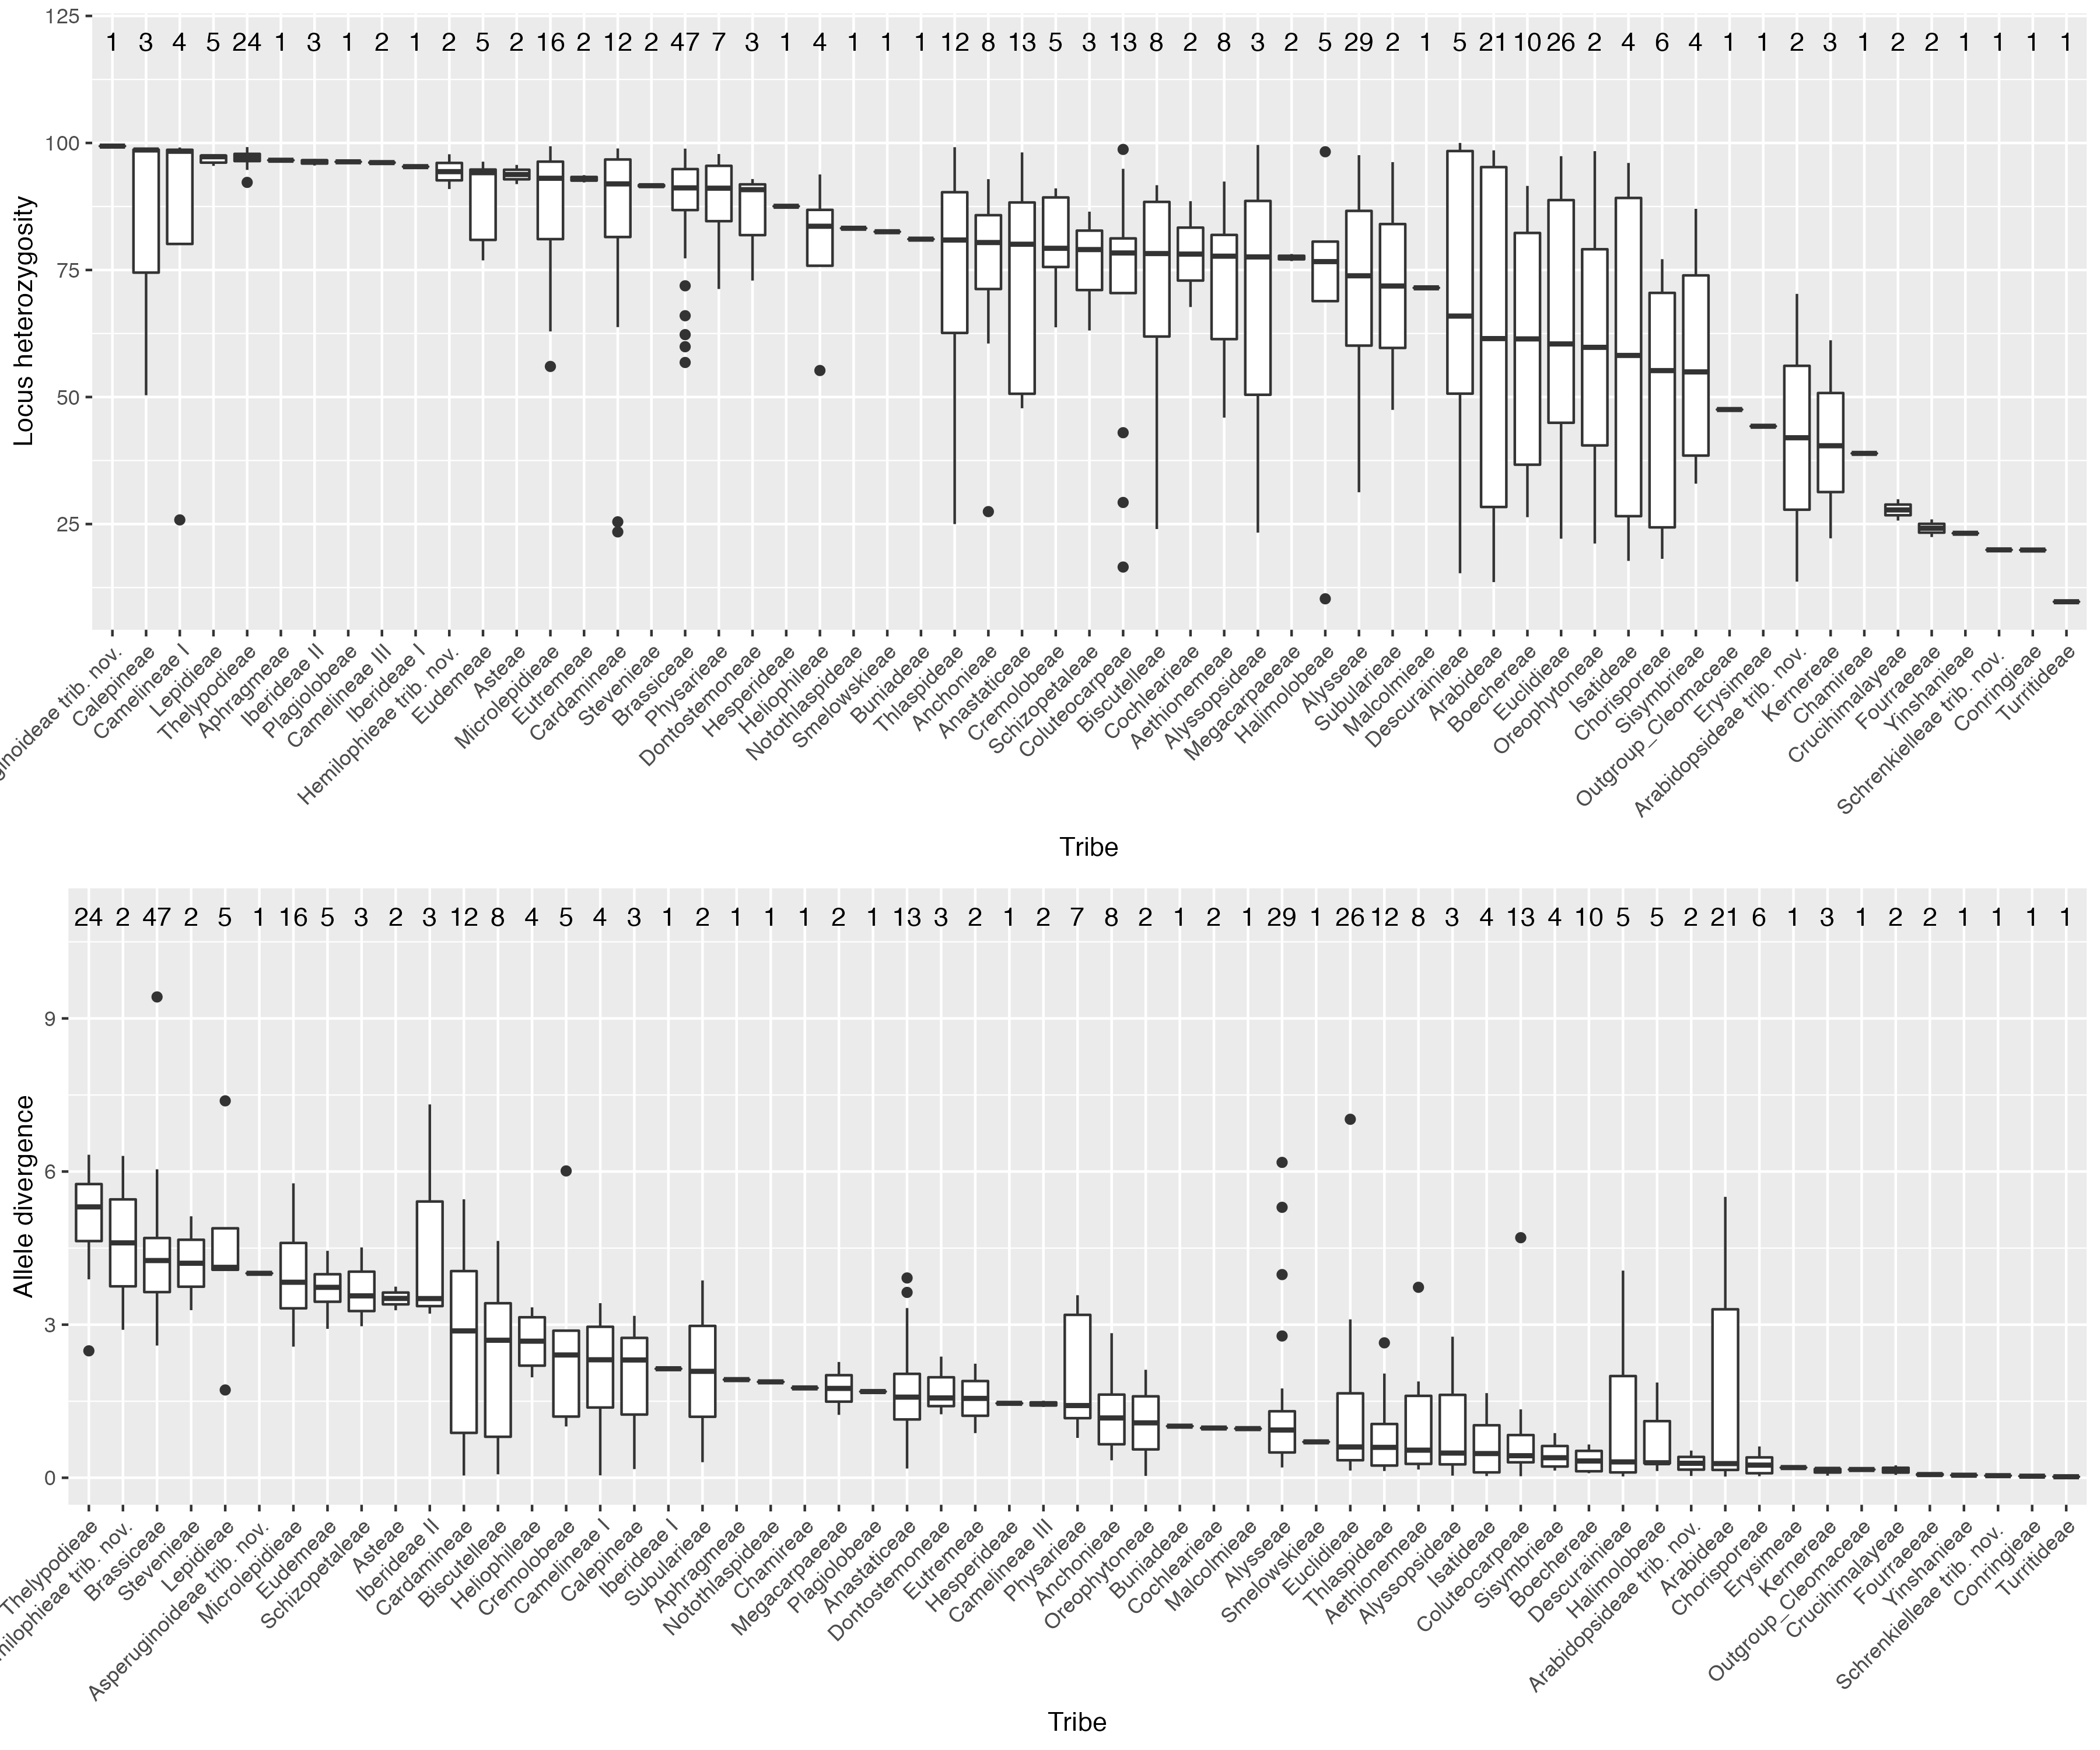 125
100
75
50
25
Locus heterozygosity
1 3 4 5 24 1 3 1 2 1 2 5 2 16 2 12 2 47 7 3 1 4 1 1 1 12 8 13 5 3 13 8 2 8 3 2 5 29 2 1 5 21 10 26 2 4 6 4 1 1 2 3 1 2 2 1 1 1 1
ginoideae trib. nov.
Calepineae
Camelineae I
Lepidieae
Thelypodieae
Aphragmeae
Iberideae II
Plagiolobeae
Camelineae III
Iberideae I
Hemilophieae trib. nov.
Eudemeae
Asteae
Microlepidieae
Eutremeae
Cardamineae
Stevenieae
Brassiceae
Physarieae
Dontostemoneae
Hesperideae
Heliophileae
Notothlaspideae
Smelowskieae
Buniadeae
Thlaspideae
Anchonieae
Anastaticeae
Cremolobeae
Schizopetaleae
Coluteocarpeae
Biscutelleae
Cochlearieae
Aethionemeae
Alyssopsideae
Megacarpaeeae
Halimolobeae
Alysseae
Subularieae
Malcolmieae
Descurainieae
Arabideae
Boechereae
Euclidieae
Oreophytoneae
Isatideae
Chorisporeae
Sisymbrieae
Outgroup_Cleomaceae
Erysimeae
Arabidopsideae trib. nov.
Kernereae
Chamireae
Crucihimalayeae
Fourraeeae
Yinshanieae
Schrenkielleae trib. nov.
Conringieae
Turritideae
Tribe
9
6
3
0
Allele divergence
24 2 47 2 5 1 16 5 3 2 3 12 8 4 5 4 3 1 2 1 1 1 2 1 13 3 2 1 2 7 8 2 1 2 1 29 1 26 12 8 3 4 13 4 10 5 5 2 21 6 1 3 1 2 2 1 1 1 1
Thelypodieae
milophieae trib. nov.
Brassiceae
Stevenieae
Lepidieae
Asperuginoideae trib. nov.
Microlepidieae
Eudemeae
Schizopetaleae
Asteae
Iberideae II
Cardamineae
Biscutelleae
Heliophileae
Cremolobeae
Camelineae I
Calepineae
Iberideae I
Subularieae
Aphragmeae
Notothlaspideae
Chamireae
Megacarpaeeae
Plagiolobeae
Anastaticeae
Dontostemoneae
Eutremeae
Hesperideae
Camelineae III
Physarieae
Anchonieae
Oreophytoneae
Buniadeae
Cochlearieae
Malcolmieae
Alysseae
Smelowskieae
Euclidieae
Thlaspideae
Aethionemeae
Alyssopsideae
Isatideae
Coluteocarpeae
Sisymbrieae
Boechereae
Descurainieae
Halimolobeae
Arabidopsideae trib. nov.
Arabideae
Chorisporeae
Erysimeae
Kernereae
Outgroup_Cleomaceae
Crucihimalayeae
Fourraeeae
Yinshanieae
Schrenkielleae trib. nov.
Conringieae
Turritideae
Tribe